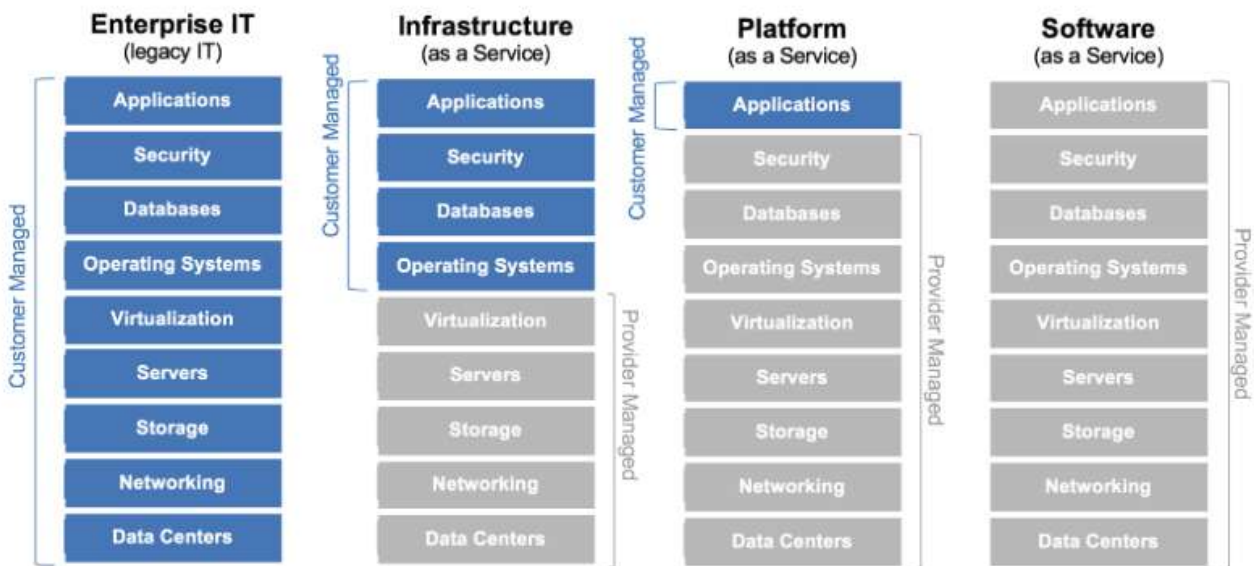 Enterprise IT
(legacy IT)
Customer Managed
Applications
Security
Databases
Operating Systems
Virtualization
Servers
Storage
Networking
Data Centers
Infrastructure
(as a Service)
Customer Managed
Applications
Security
Databases
Operating Systems
Virtualization
Servers
Storage
Networking
Data Centers
Provider Managed
Platform
(as a Service)
Customer Managed
Applications
Security
Databases
Operating Systems
Virtualization
Servers
Storage
Networking
Data Centers
Provider Managed
Software
(as a Service)
Applications
Security
Databases
Operating Systems
Virtualization
Servers
Storage
Networking
Data Centers
Provider Managed